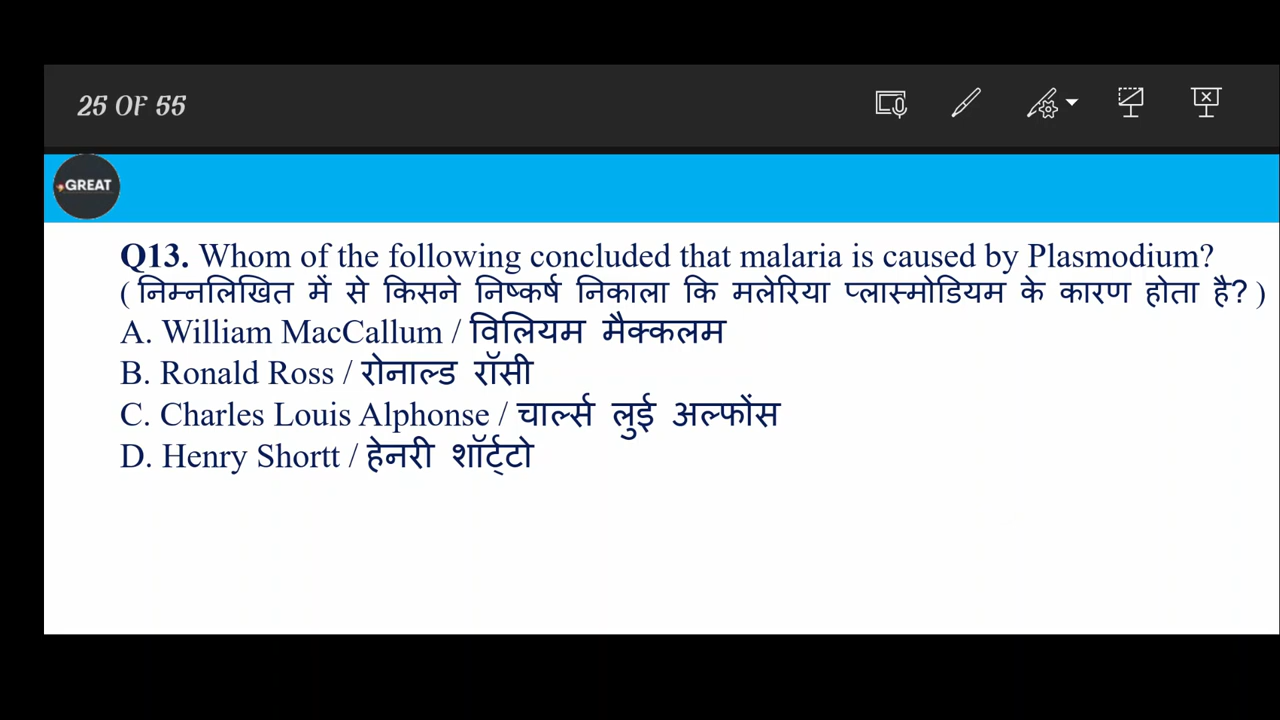 25 OF 55
GREAT
Q13. Whom of the following concluded that malaria is caused by Plasmodium?
( निम्नलिखित में से किसने निष्कर्ष निकाला कि मलेरिया प्लास्मोडियम के कारण होता है? )
A. William MacCallum / विलियम मैक्कलम
B. Ronald Ross / रोनाल्ड रॉसी
C. Charles Louis Alphonse / चार्ल्स लुई अल्फोंस
D. Henry Shortt / हेनरी शॉर्ट्टो